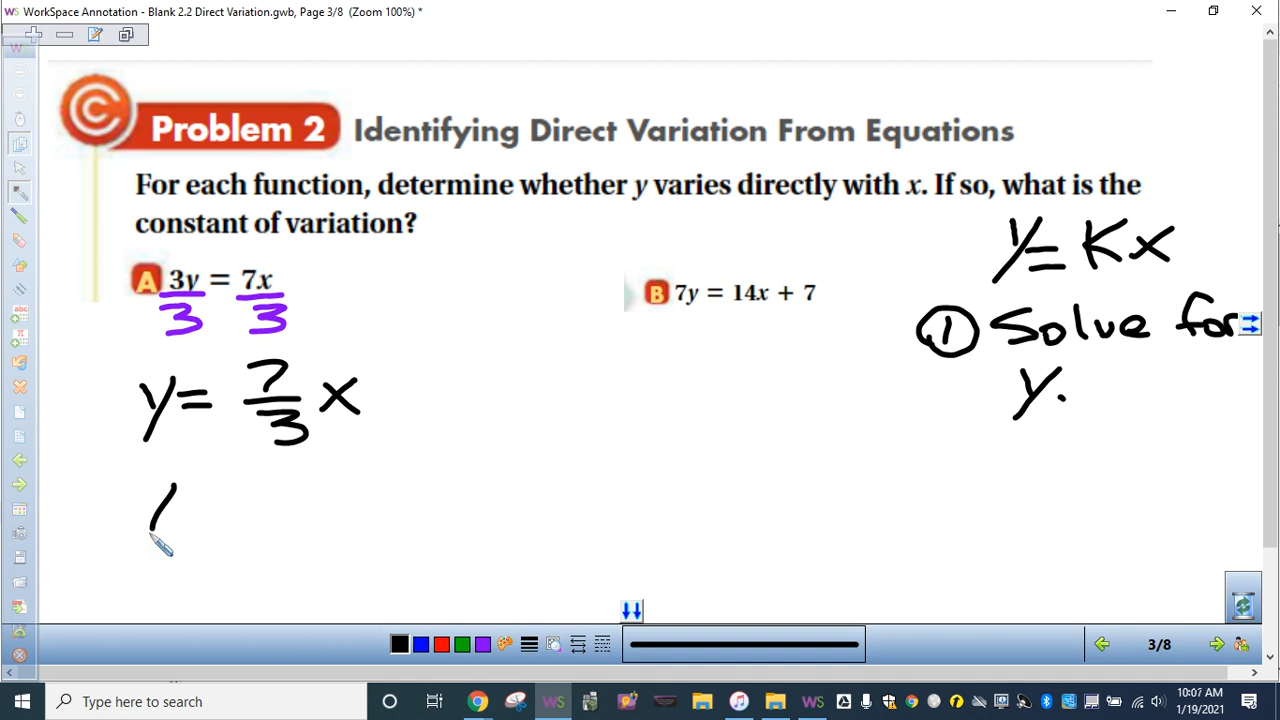 WorkSpace Annotation - Blank 2.2 Direct Variation.gwb, Page 3/8 (Zoom 100%) *
Problem 2 Identifying Direct Variation From Equations
For each function, determine whether y varies directly with x. If so, what is the
constant of variation?
y = Kx
A 3y = 7x
3 3
B 7y = 14x + 7
① Solve for
y.
y = 7/3 x
3/8
Type here to search
10:07 AM
1/19/2021